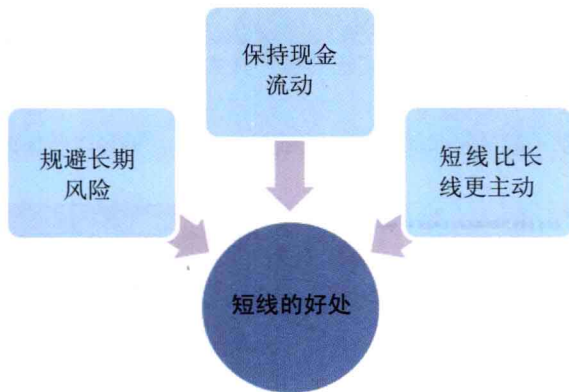 保持现金
流动
规避长期
风险
短线比长
线更主动
短线的好处